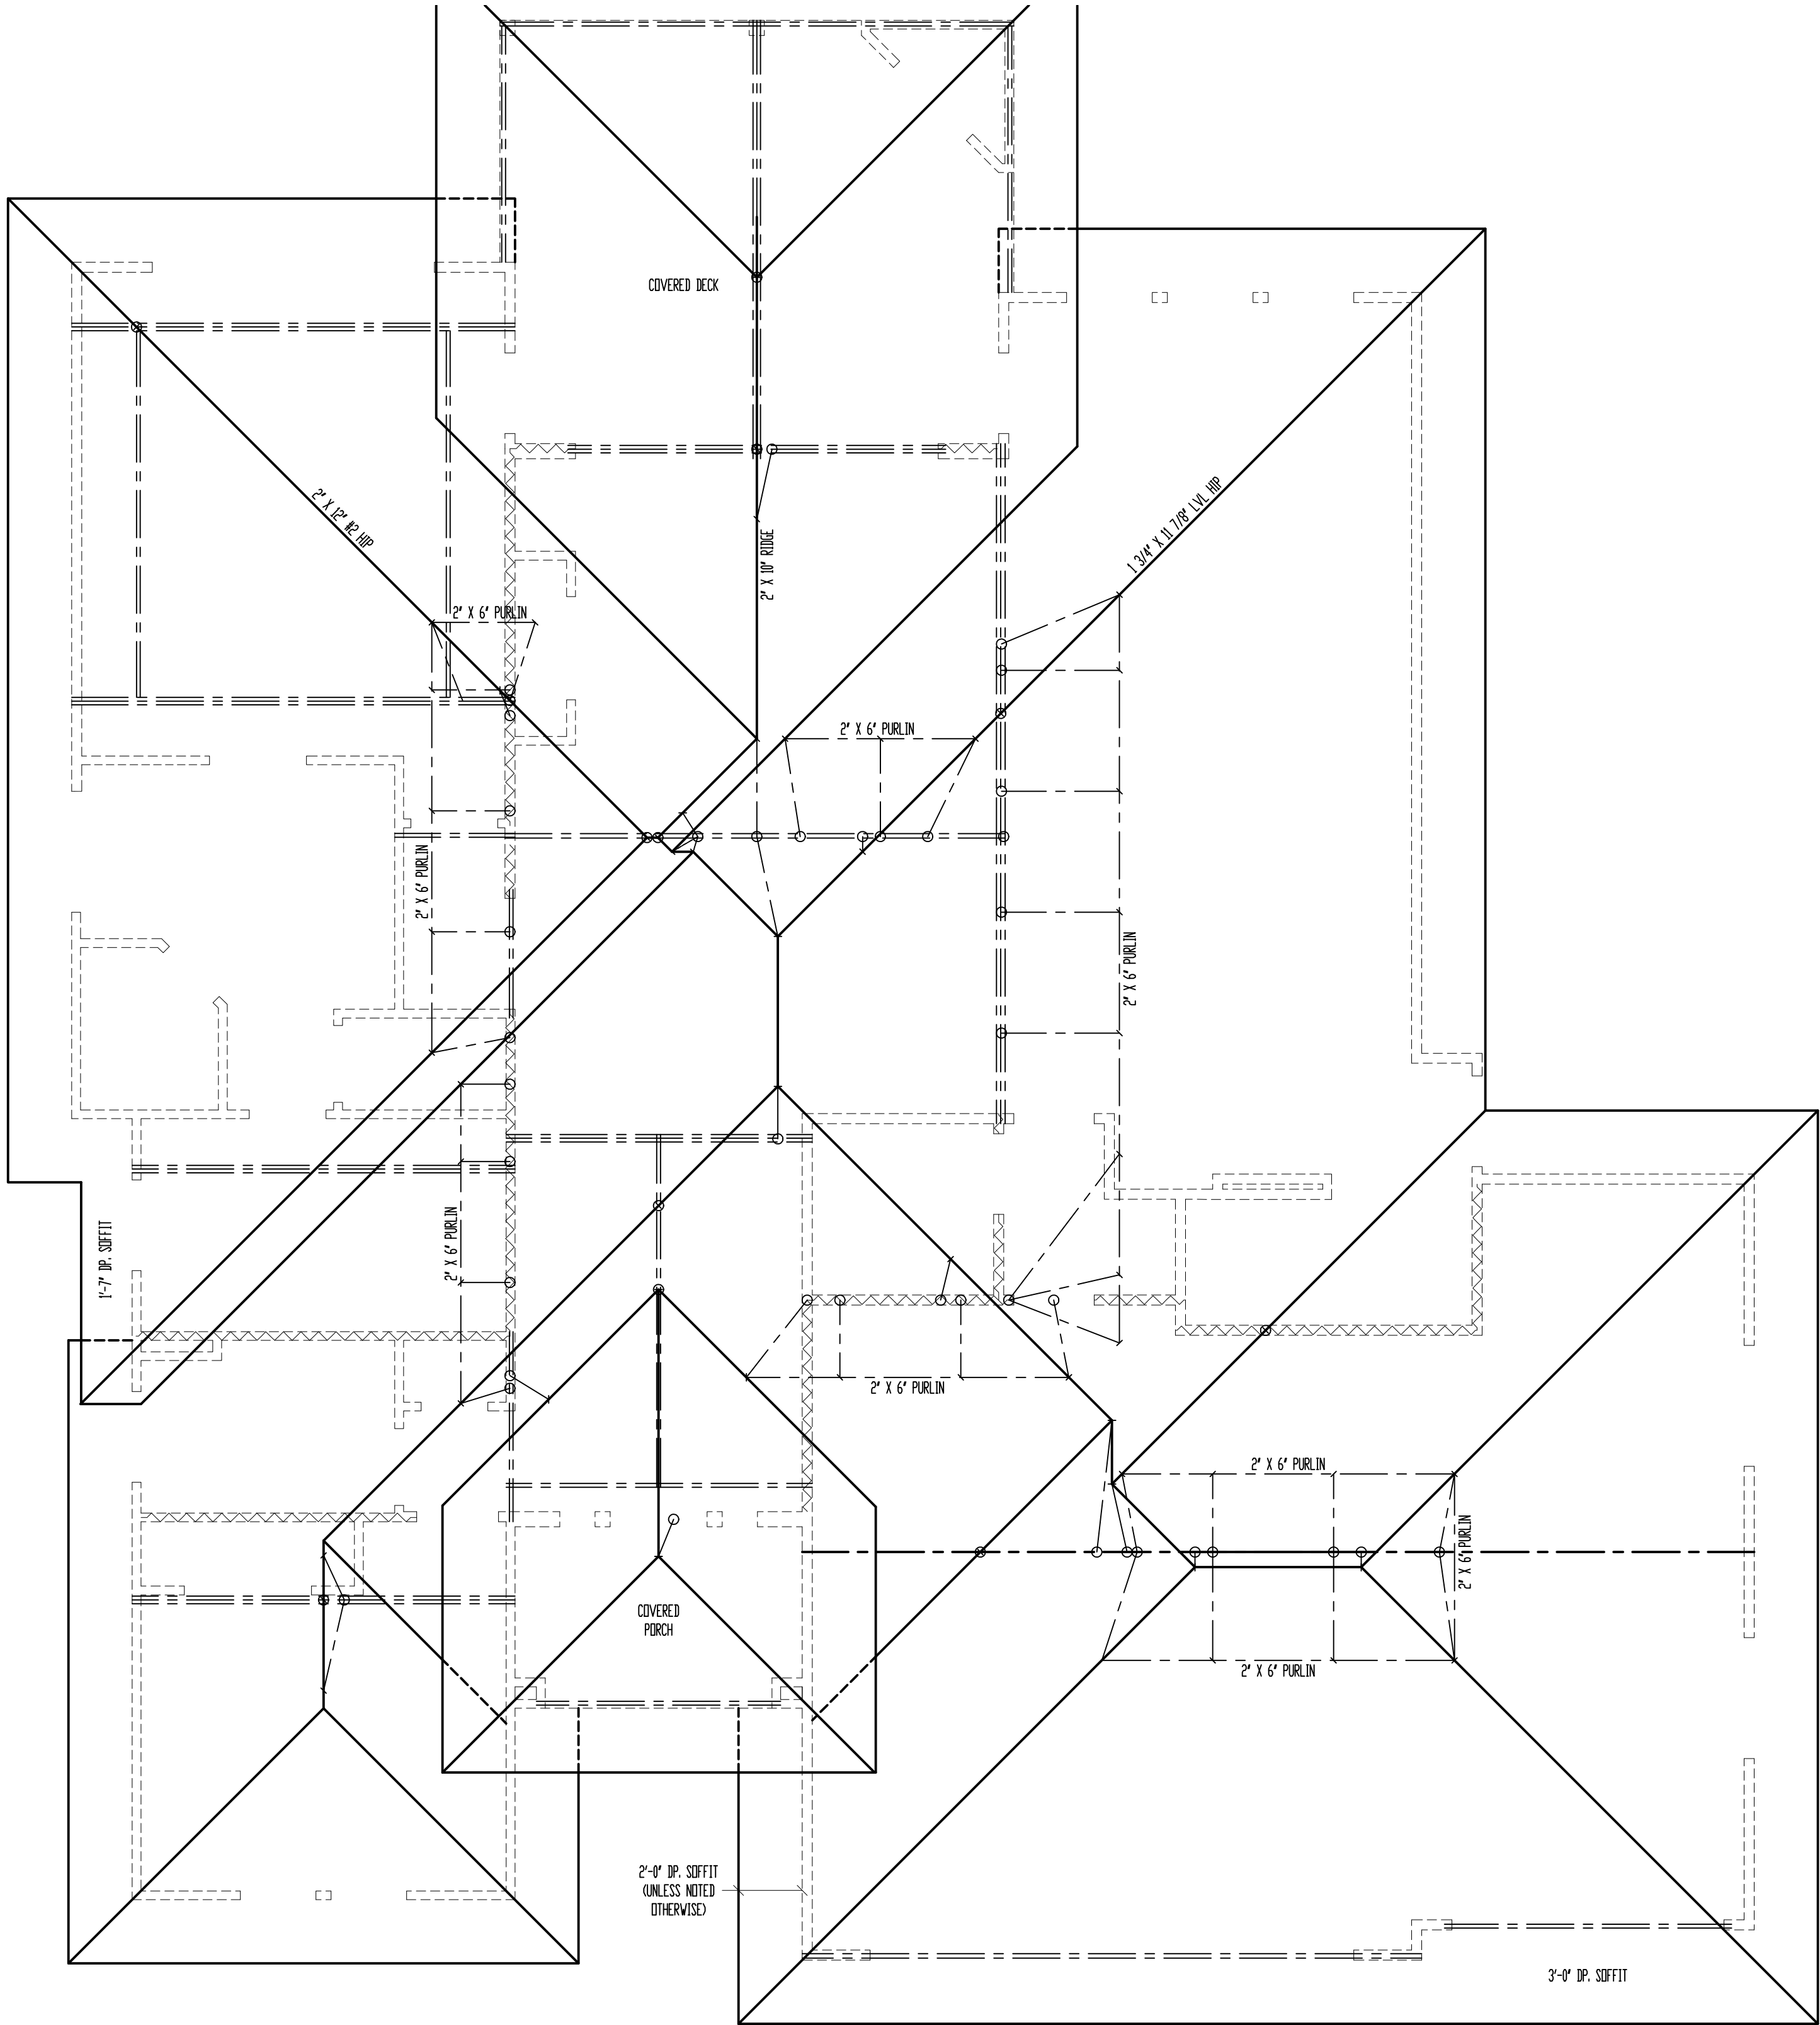 COVERED DECK
2" X 12" #2 HIP
1 3/4" X 11 7/8" LVL HIP
2" X 10" RIDGE
2" X 6" PURLIN
2" X 6" PURLIN
2" X 6" PURLIN
2" X 6" PURLIN
2" X 6" PURLIN
1'-7" DP. SOFFIT
2" X 6" PURLIN
2" X 6" PURLIN
2" X 6" PURLIN
2" X 6" PURLIN
COVERED
PORCH
2'-0" DP. SOFFIT
(UNLESS NOTED
OTHERWISE)
3'-0" DP. SOFFIT